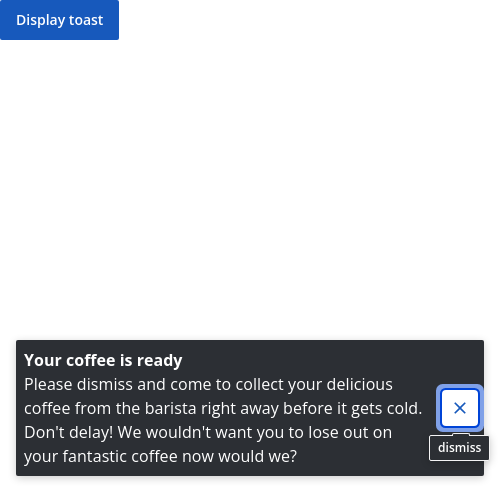 Display toast
Your coffee is ready
Please dismiss and come to collect your delicious
coffee from the barista right away before it gets cold.
Don't delay! We wouldn't want you to lose out on
your fantastic coffee now would we?
dismiss